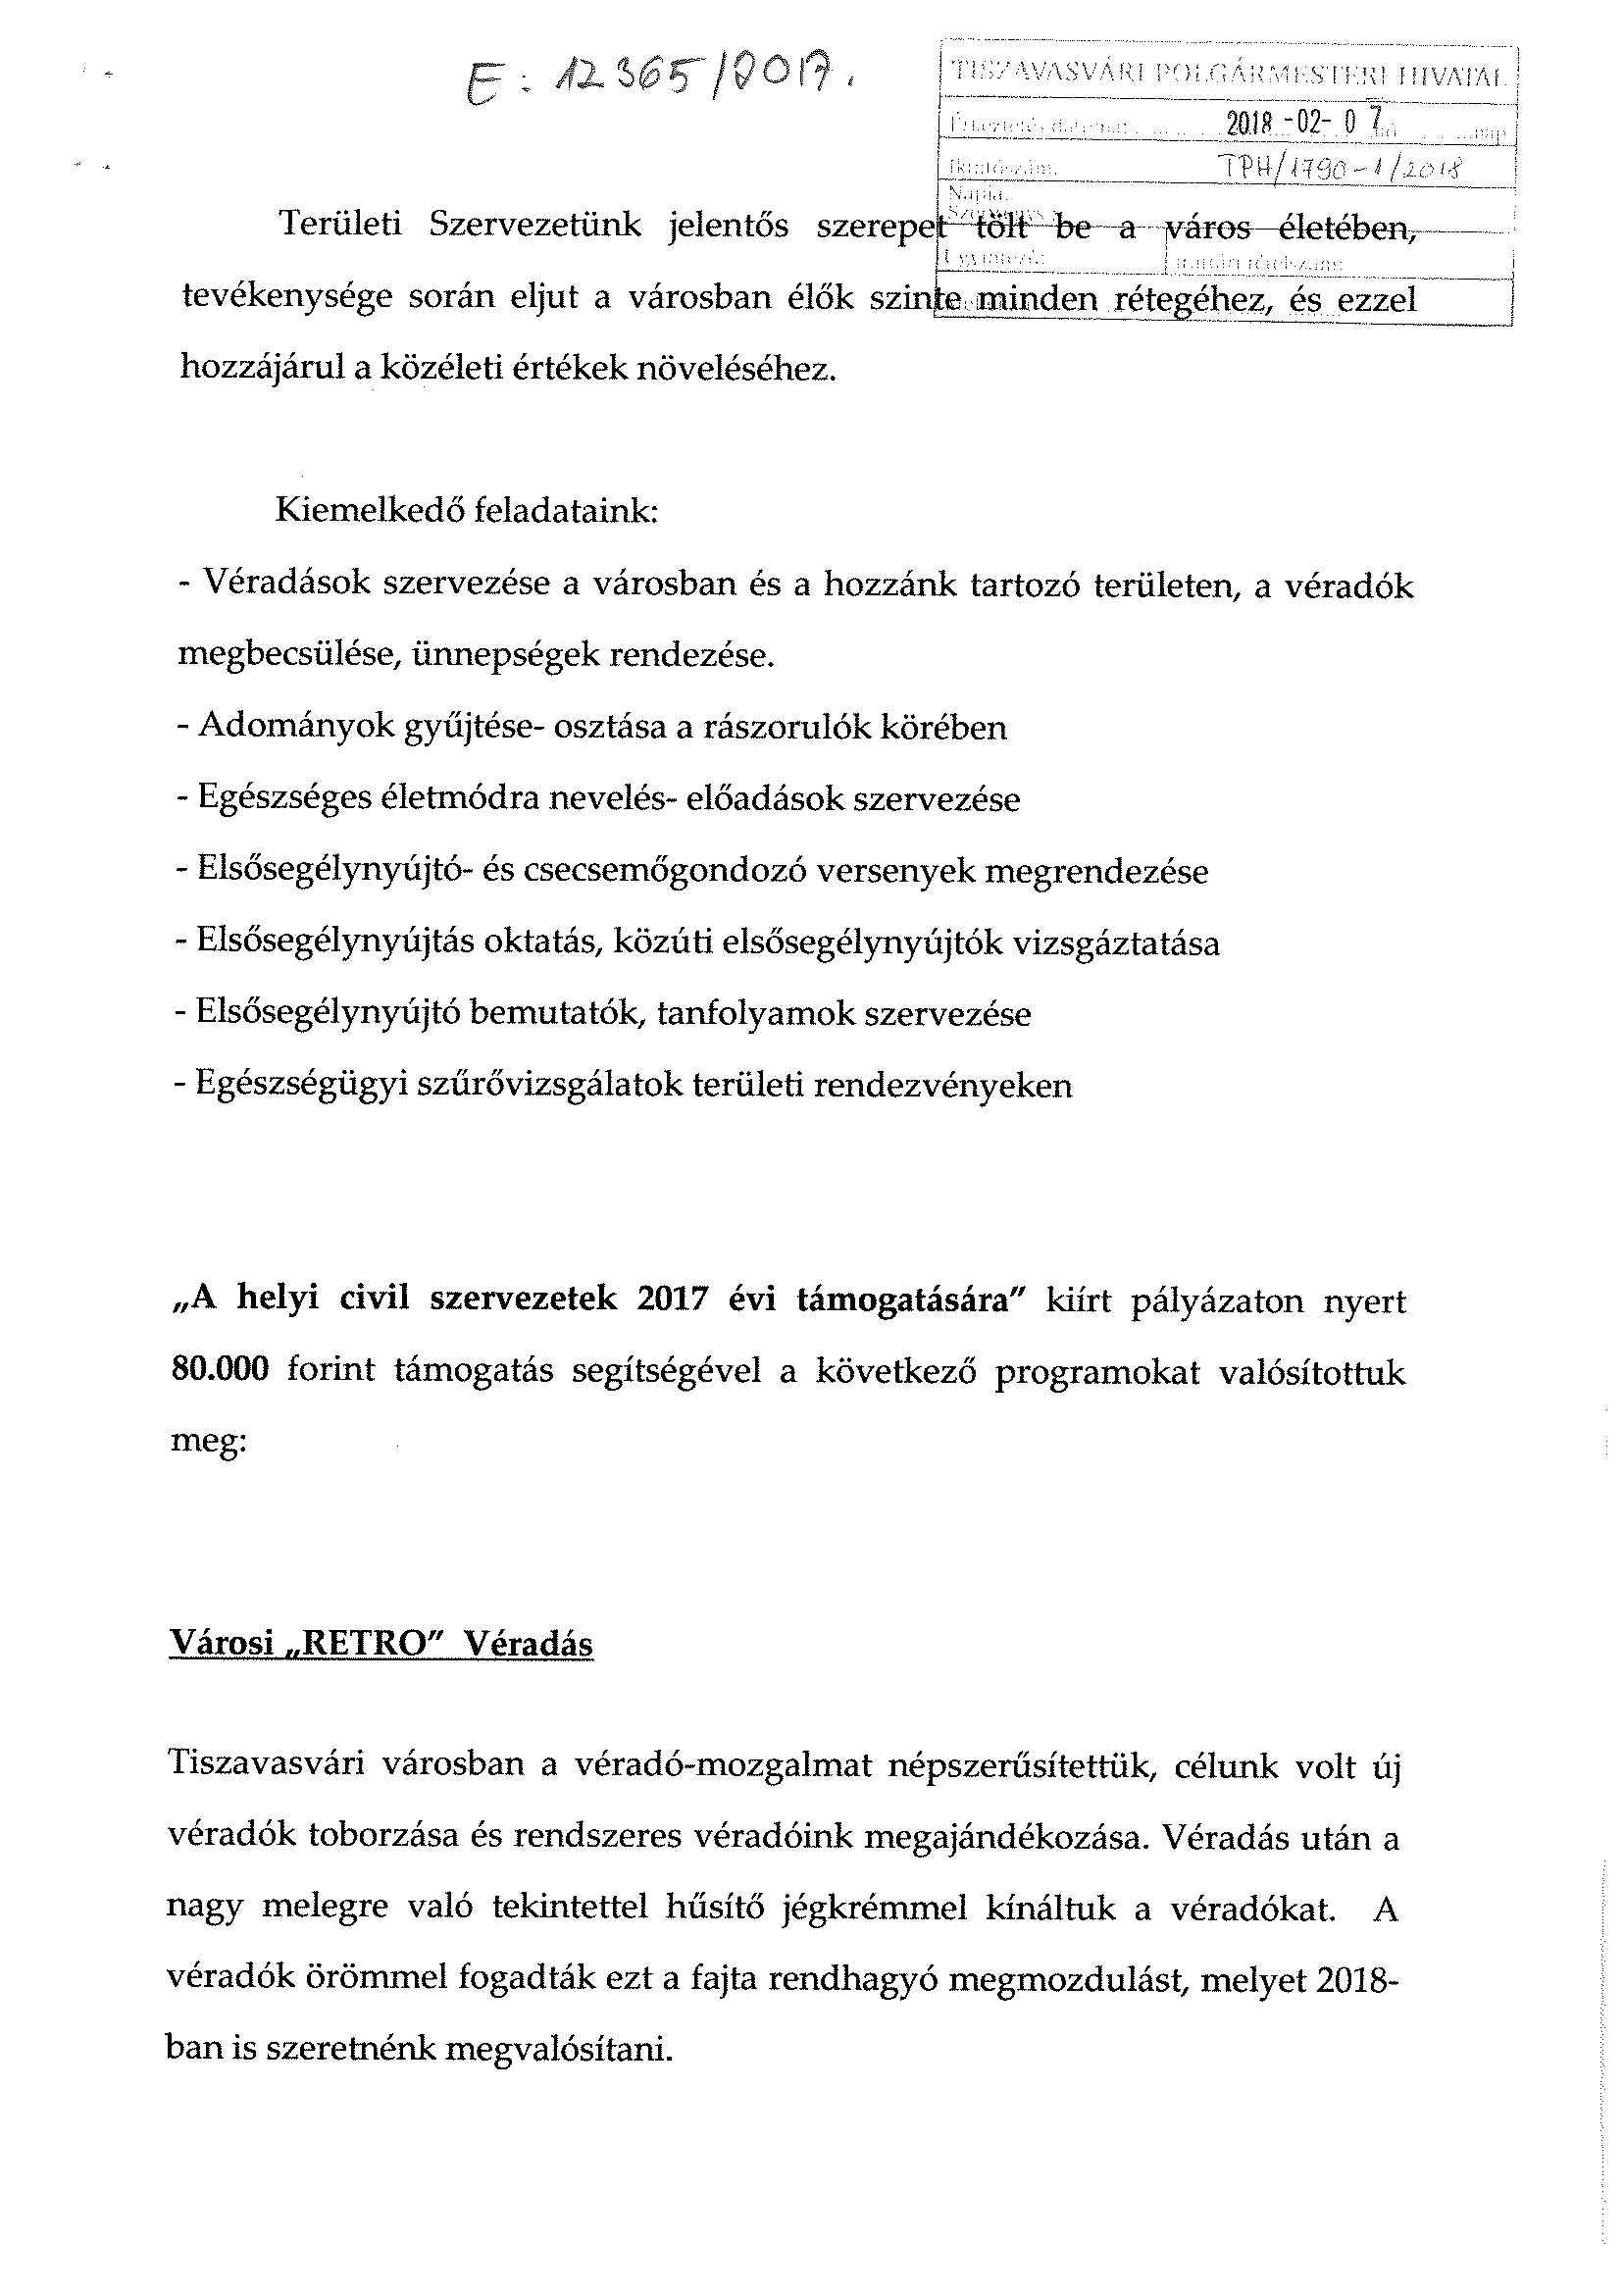 E: 12365/2017.
TISZAVASVÁRI POLGÁRMESTERI HIVATAL
2018 -02- 0 7. nap
Iktatószám: TPH/1790-1/2018
Területi Szervezetünk jelentős szerepet tölt be a város életében,
tevékenysége során eljut a városban élők szinte minden rétegéhez, és ezzel
hozzájárul a közéleti értékek növeléséhez.
Kiemelkedő feladataink:
- Véradások szervezése a városban és a hozzánk tartozó területen, a véradók
megbecsülése, ünnepségek rendezése.
- Adományok gyűjtése- osztása a rászorulók körében
- Egészséges életmódra nevelés- előadások szervezése
- Elsősegélynyújtó- és csecsemőgondozó versenyek megrendezése
- Elsősegélynyújtás oktatás, közúti elsősegélynyújtók vizsgáztatása
- Elsősegélynyújtó bemutatók, tanfolyamok szervezése
- Egészségügyi szűrővizsgálatok területi rendezvényeken
„A helyi civil szervezetek 2017 évi támogatására" kiírt pályázaton nyert
80.000 forint támogatás segítségével a következő programokat valósítottuk
meg:
Városi „RETRO" Véradás
Tiszavasvári városban a véradó-mozgalmat népszerűsítettük, célunk volt új
véradók toborzása és rendszeres véradóink megajándékozása. Véradás után a
nagy melegre való tekintettel hűsítő jégkrémmel kínáltuk a véradókat. A
véradók örömmel fogadták ezt a fajta rendhagyó megmozdulást, melyet 2018-
ban is szeretnénk megvalósítani.